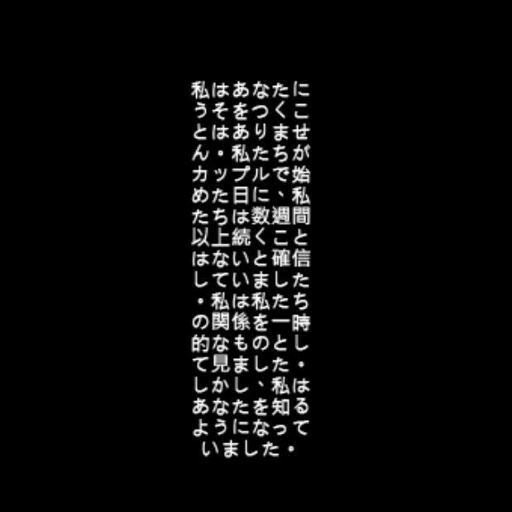 私はあなたに
うそをつくこ
とはありませ
ん・私たちが
カップルで始
めた日に、私
たちは数週間
以上続くこと
はないと確信
していました
・私は私たち
の関係を一時
的なものとし
て見ました・
しかし、私は
あなたを知る
ようになって
いました・